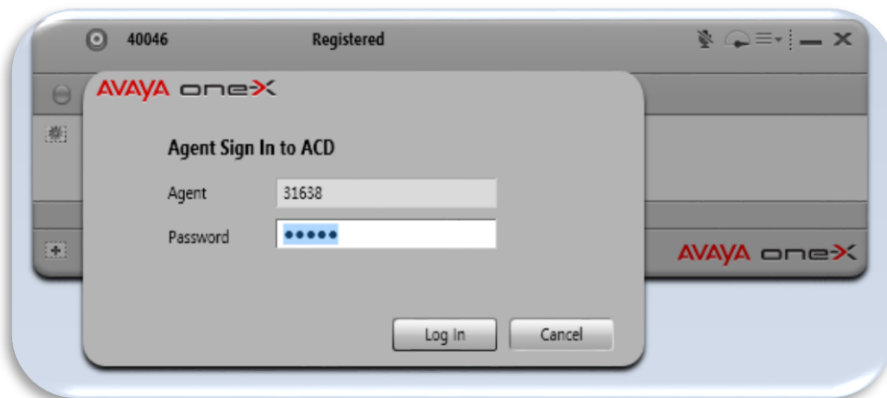 40046 Registered
AVAYA one-X
Agent Sign In to ACD
Agent 31638
Password •••••
AVAYA one-X
Log In Cancel